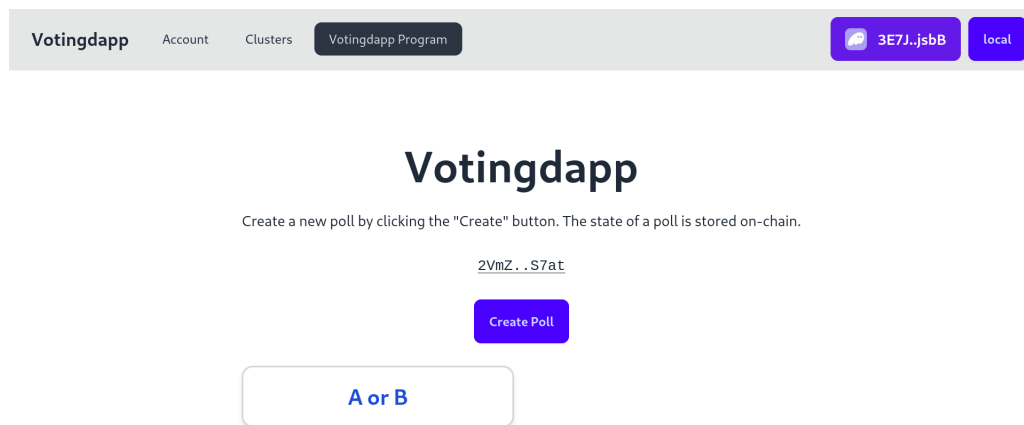 Votingdapp Account Clusters Votingdapp Program 3E7J..jsbB local
Votingdapp
Create a new poll by clicking the "Create" button. The state of a poll is stored on-chain.
2VmZ..S7at
Create Poll
A or B